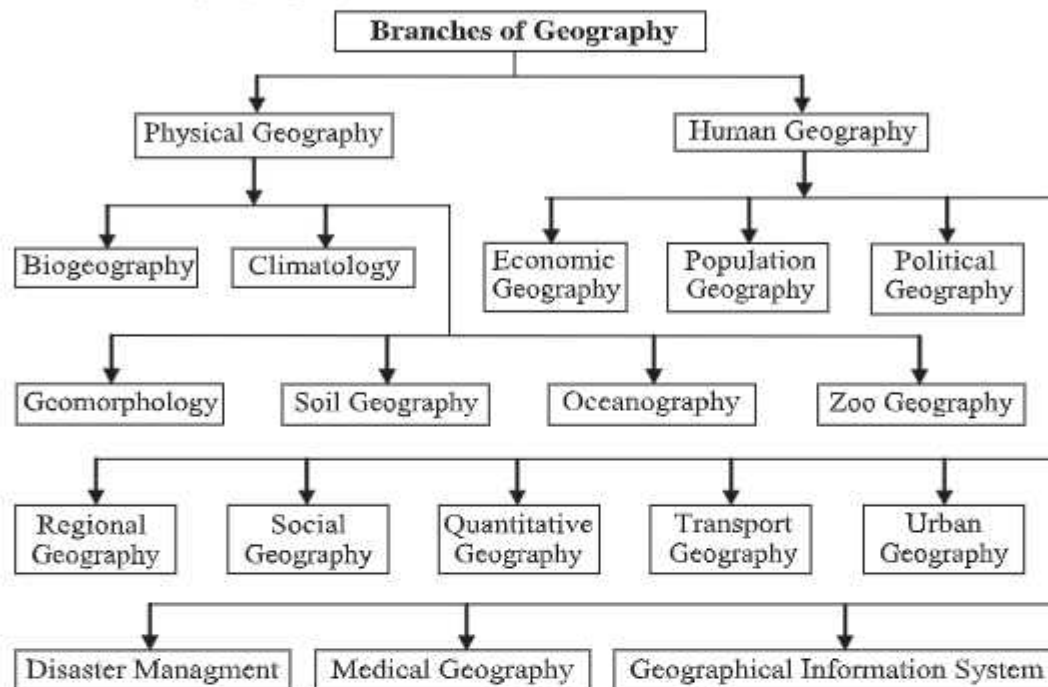 Branches of Geography
Physical Geography
Human Geography
Biogeography
Climatology
Economic
Geography
Population
Geography
Political
Geography
Geomorphology
Soil Geography
Oceanography
Zoo Geography
Regional
Geography
Social
Geography
Quantitative
Geography
Transport
Geography
Urban
Geography
Disaster Managment
Medical Geography
Geographical Information System